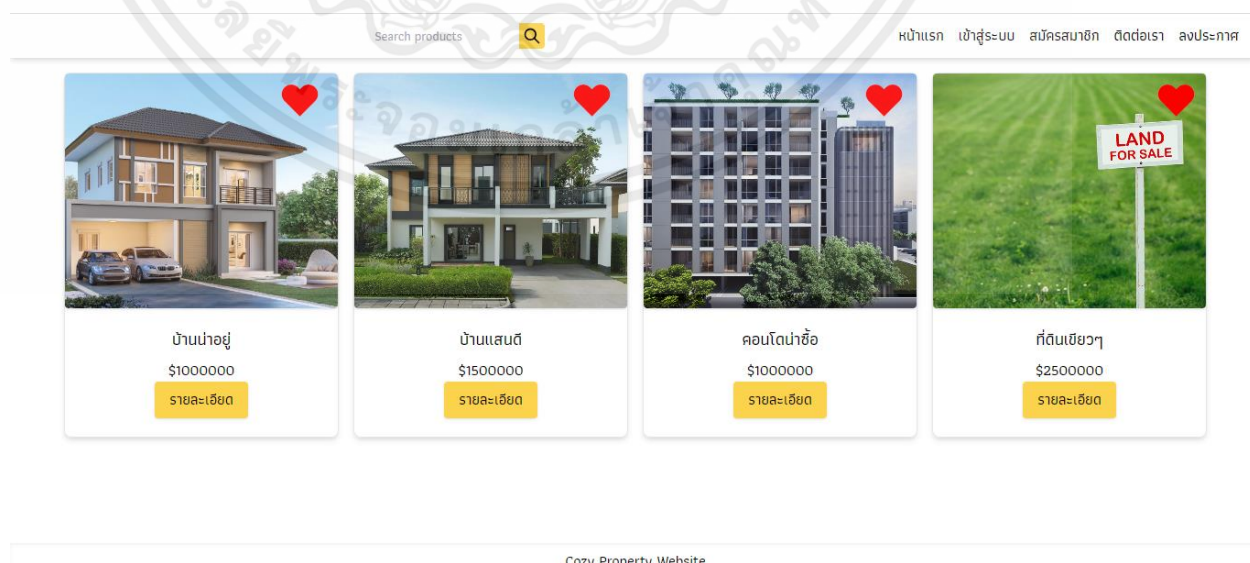 Search products
หน้าแรก เข้าสู่ระบบ สมัครสมาชิก ติดต่อเรา ลงประกาศ
LAND
FOR SALE
บ้านน่าอยู่
$1000000
รายละเอียด
บ้านแสนดี
$1500000
รายละเอียด
คอนโดน่าซื้อ
$1000000
รายละเอียด
ที่ดินเขียวๆ
$2500000
รายละเอียด
Cozy Property Website